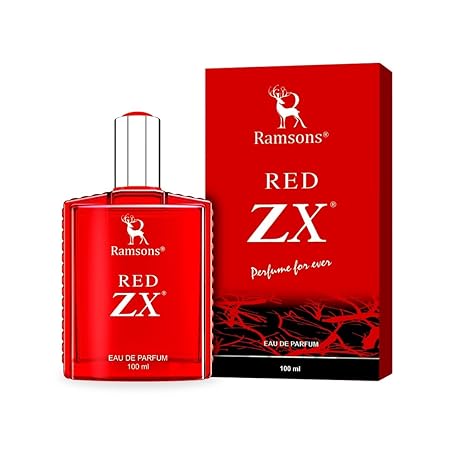 Ramsons®
RED
ZX®
EAU DE PARFUM
100 ml
Ramsons®
RED
ZX®
Perfume for ever
EAU DE PARFUM
100 ml